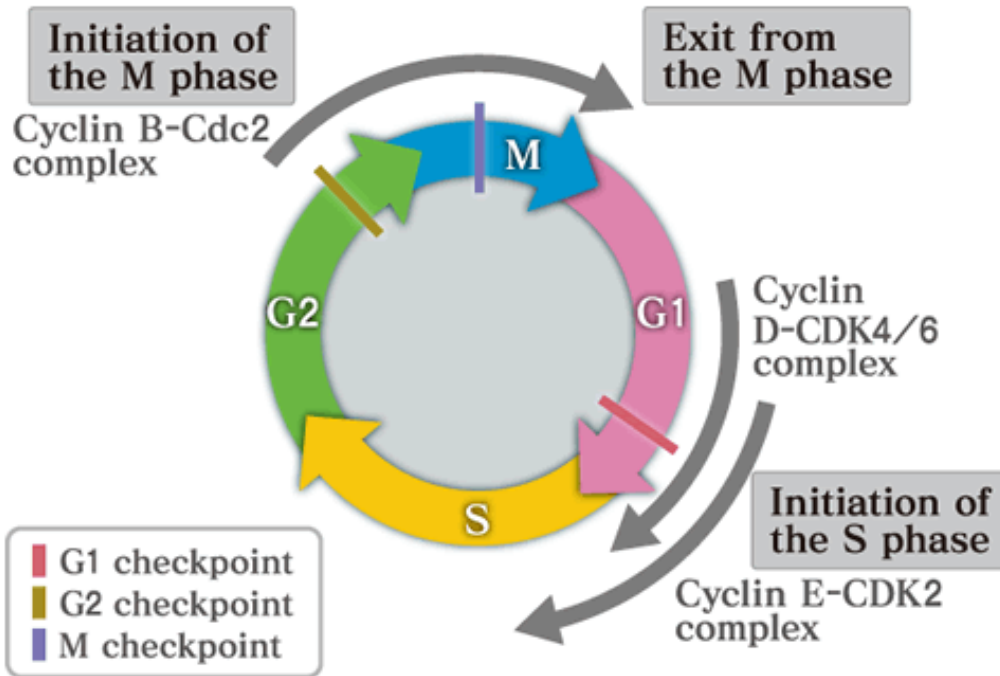 Initiation of
the M phase
Cyclin B-Cdc2
complex
Exit from
the M phase
M
G1
G2
S
Cyclin
D-CDK4/6
complex
Initiation of
the S phase
Cyclin E-CDK2
complex
G1 checkpoint
G2 checkpoint
M checkpoint